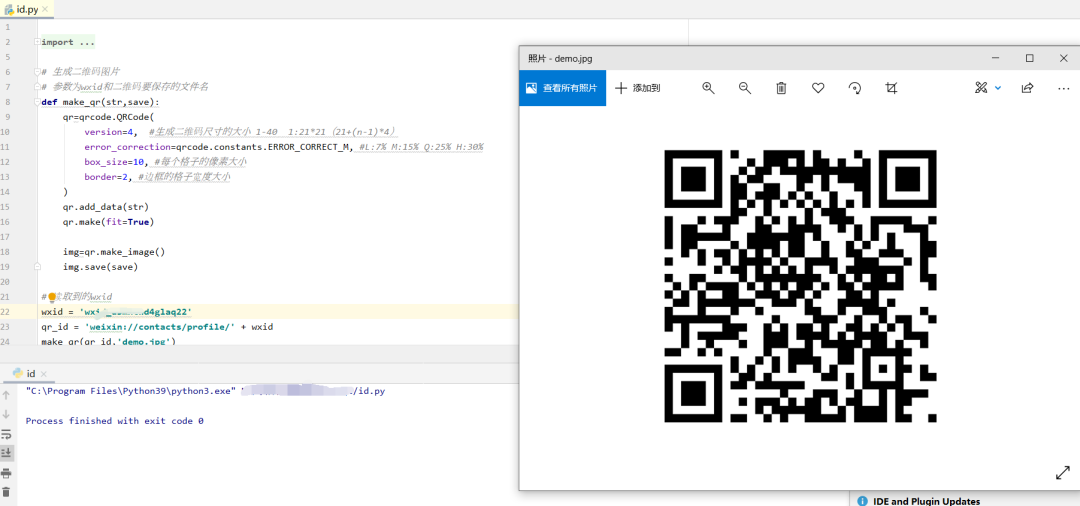 id.py
1
2 import ...
5
6 # 生成二维码图片
7 # 参数为wxid和二维码要保存的文件名
8 def make_qr(str,save):
9 qr=qrcode.QRCode(
10 version=4, #生成二维码尺寸的大小 1-40 1:21*21（21+(n-1)*4）
11 error_correction=qrcode.constants.ERROR_CORRECT_M, #L:7% M:15% Q:25% H:30%
12 box_size=10, #每个格子的像素大小
13 border=2, #边框的格子宽度大小
14 )
15 qr.add_data(str)
16 qr.make(fit=True)
17
18 img=qr.make_image()
19 img.save(save)
20
21 # 取到的wxid
22 wxid = 'wxid_ d4glaq22'
23 qr_id = 'weixin://contacts/profile/' + wxid
24 make_qr(qr_id,'demo.jpg')
id
"C:\Program Files\Python39\python3.exe" /id.py
Process finished with exit code 0
照片 - demo.jpg
查看所有照片 添加到
IDE and Plugin Updates